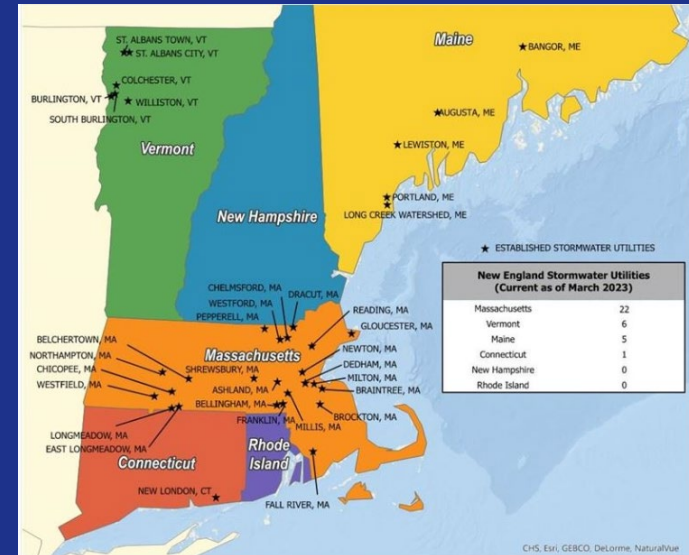 ST. ALBANS TOWN, VT
ST. ALBANS CITY, VT
COLCHESTER, VT
BURLINGTON, VT
WILLISTON, VT
SOUTH BURLINGTON, VT
Vermont
New Hampshire
Maine
BANGOR, ME
AUGUSTA, ME
LEWISTON, ME
PORTLAND, ME
LONG CREEK WATERSHED, ME
ESTABLISHED STORMWATER UTILITIES
New England Stormwater Utilities
(Current as of March 2023)
Massachusetts 22
Vermont 6
Maine 5
Connecticut 1
New Hampshire 0
Rhode Island 0
CHELMSFORD, MA
DRACUT, MA
WESTFORD, MA
PEPPERELL, MA
READING, MA
GLOUCESTER, MA
BELCHERTOWN, MA
Massachusetts
NEWTON, MA
NORTHAMPTON, MA
SHREWSBURY, MA
DEDHAM, MA
CHICOPEE, MA
MILTON, MA
WESTFIELD, MA
ASHLAND, MA
BRAINTREE, MA
BELLINGHAM, MA
BROCKTON, MA
FRANKLIN, MA
MILLIS, MA
LONGMEADOW, MA
EAST LONGMEADOW, MA
Rhode
Island
Connecticut
NEW LONDON, CT
FALL RIVER, MA
CHS, Esri, GEBCO, DeLorme, NaturalVue